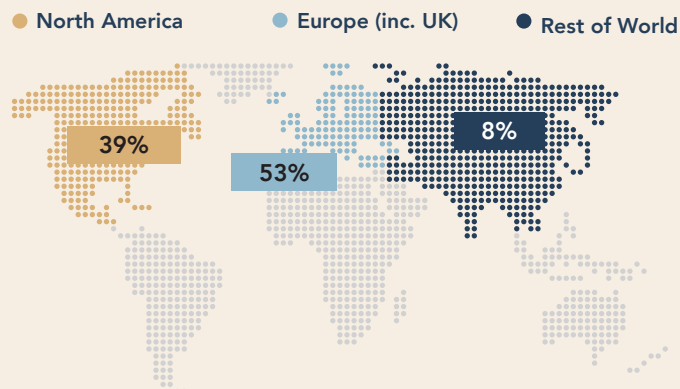 North America
Europe (inc. UK)
Rest of World
39%
53%
8%